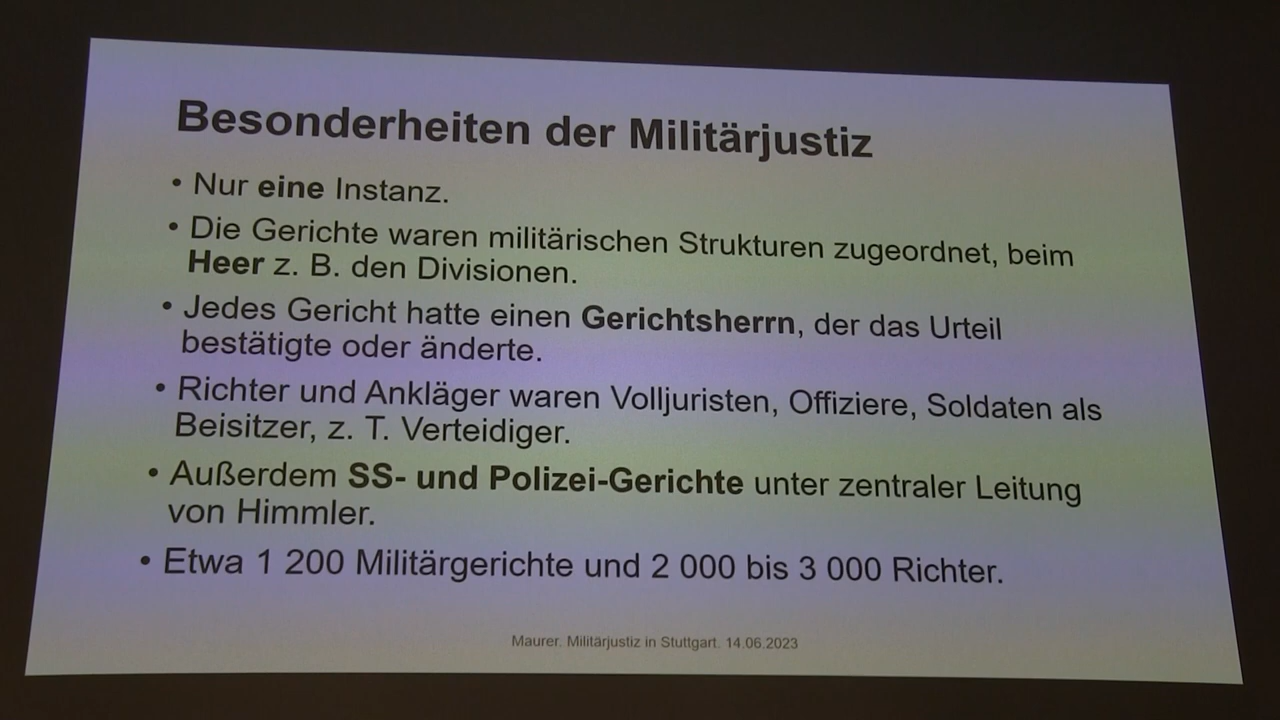 Besonderheiten der Militärjustiz
• Nur eine Instanz.
• Die Gerichte waren militärischen Strukturen zugeordnet, beim
Heer z. B. den Divisionen.
• Jedes Gericht hatte einen Gerichtsherrn, der das Urteil
bestätigte oder änderte.
• Richter und Ankläger waren Volljuristen, Offiziere, Soldaten als
Beisitzer, z. T. Verteidiger.
• Außerdem SS- und Polizei-Gerichte unter zentraler Leitung
von Himmler.
• Etwa 1 200 Militärgerichte und 2 000 bis 3 000 Richter.
Maurer. Militärjustiz in Stuttgart. 14.06.2023